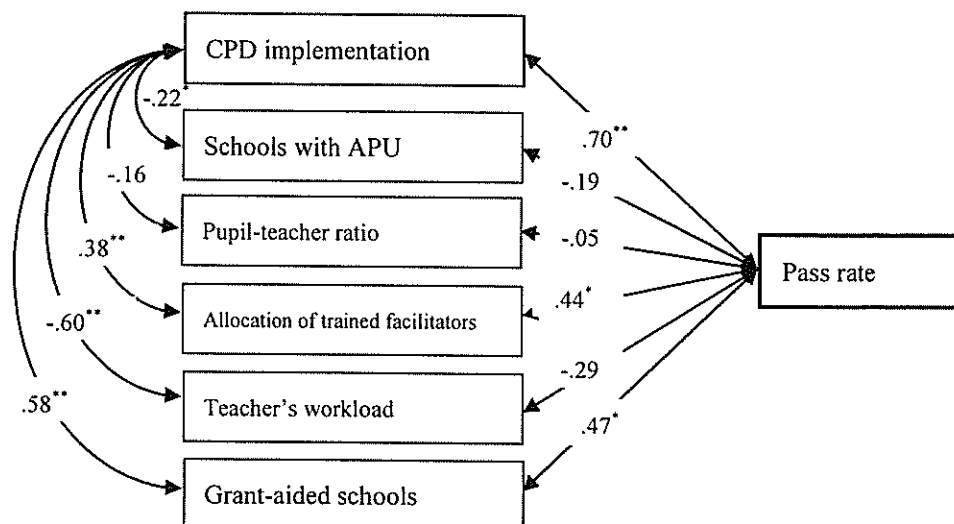 CPD implementation
-.22*
.70**
Schools with APU
-.16
-.19
Pupil-teacher ratio
-.05
.38**
Pass rate
.44*
Allocation of trained facilitators
-.60**
-.29
Teacher's workload
.58**
.47*
Grant-aided schools